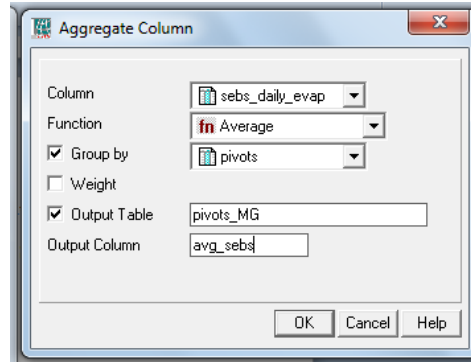 Aggregate Column
Column sebs_daily_evap
Function fn Average
Group by pivots
Weight
Output Table pivots_MG
Output Column avg_sebs
OK Cancel Help